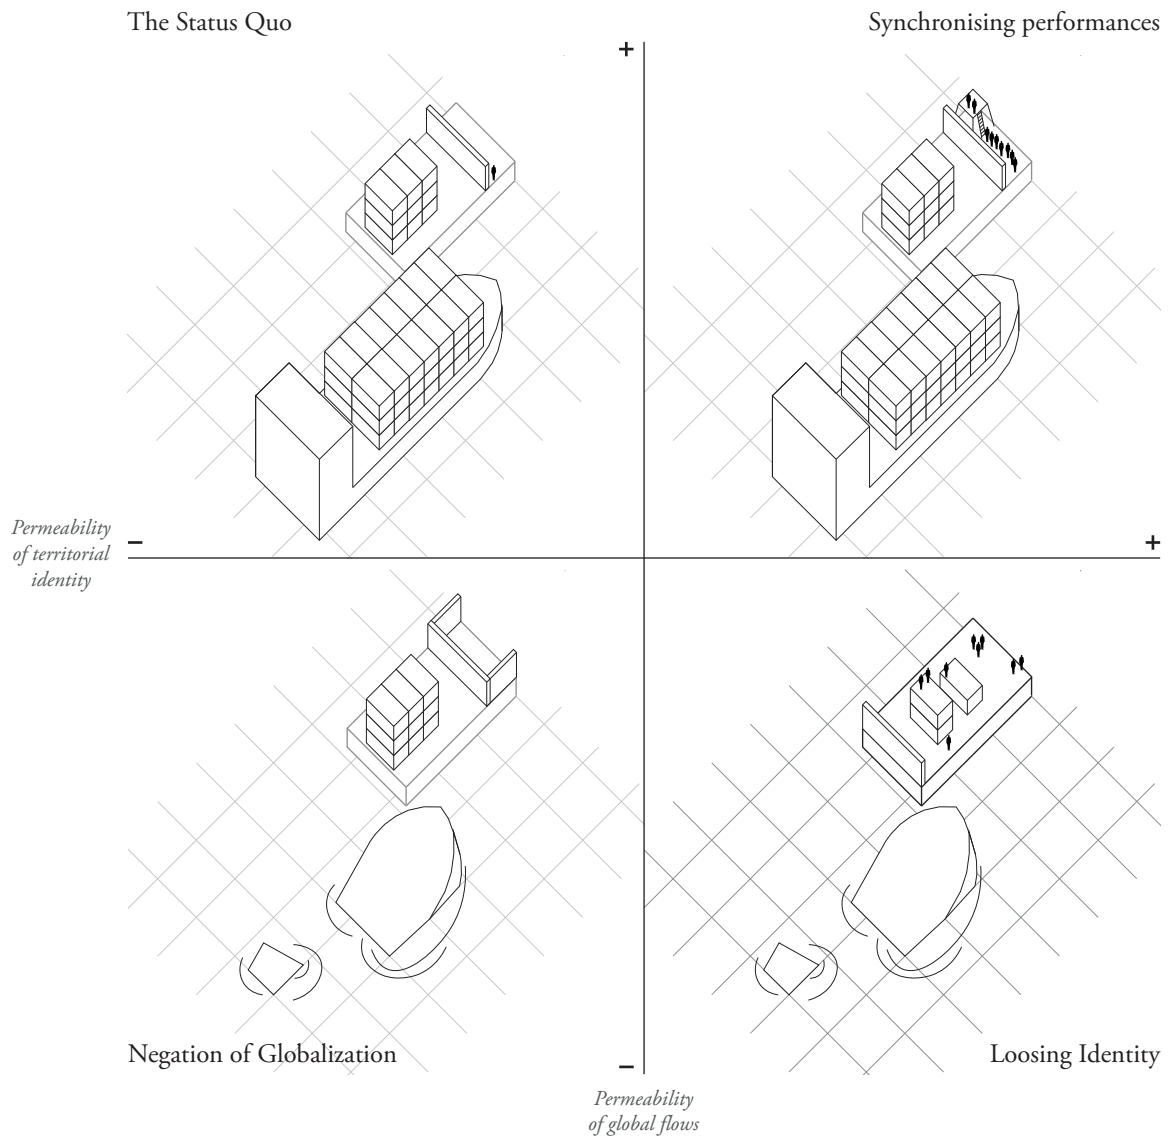 The Status Quo
Synchronising performances
+
Permeability
of territorial
identity
−
+
Negation of Globalization
Loosing Identity
−
Permeability
of global flows